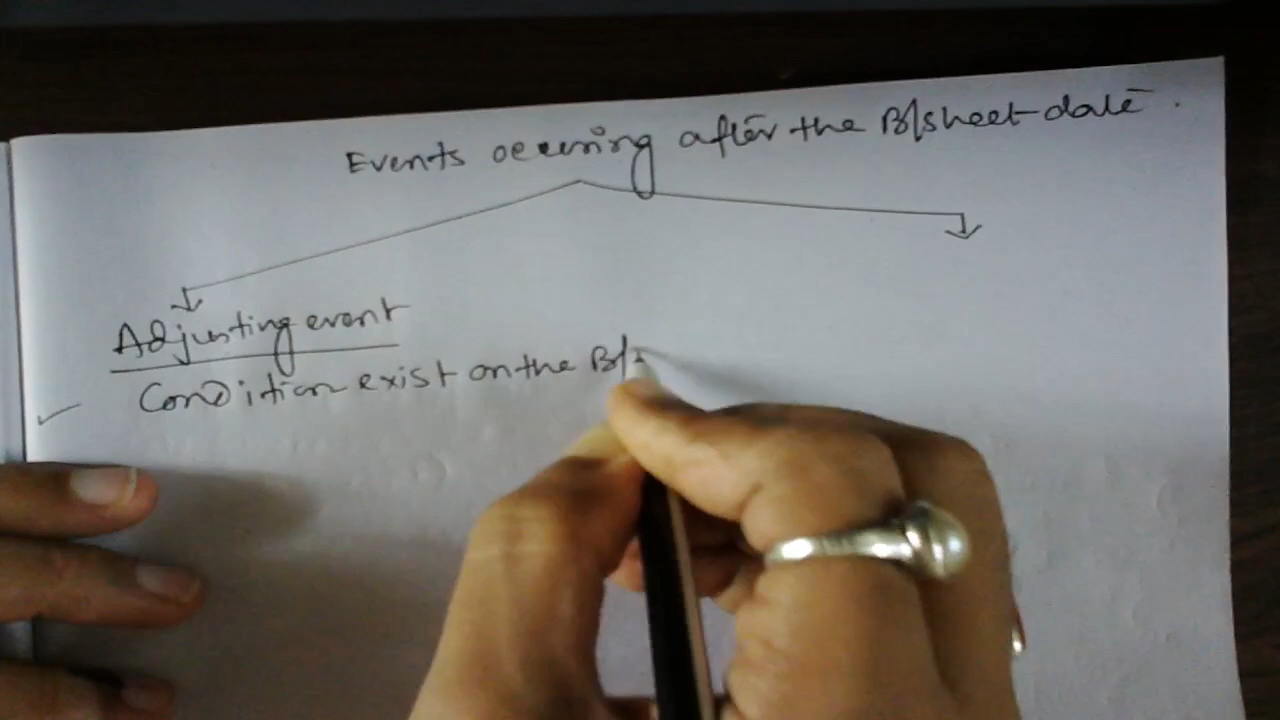 Events occuring after the B/sheet date.
Adjusting event
Condition exist on the B/s